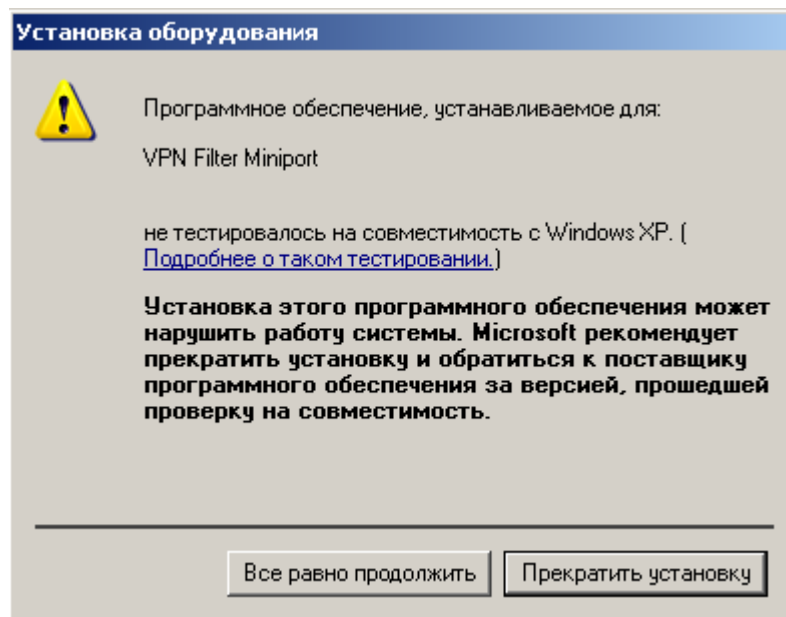 Установка оборудования
Программное обеспечение, устанавливаемое для:
VPN Filter Miniport
не тестировалось на совместимость с Windows XP. (
Подробнее о таком тестировании.)
Установка этого программного обеспечения может
нарушить работу системы. Microsoft рекомендует
прекратить установку и обратиться к поставщику
программного обеспечения за версией, прошедшей
проверку на совместимость.
Все равно продолжить
Прекратить установку